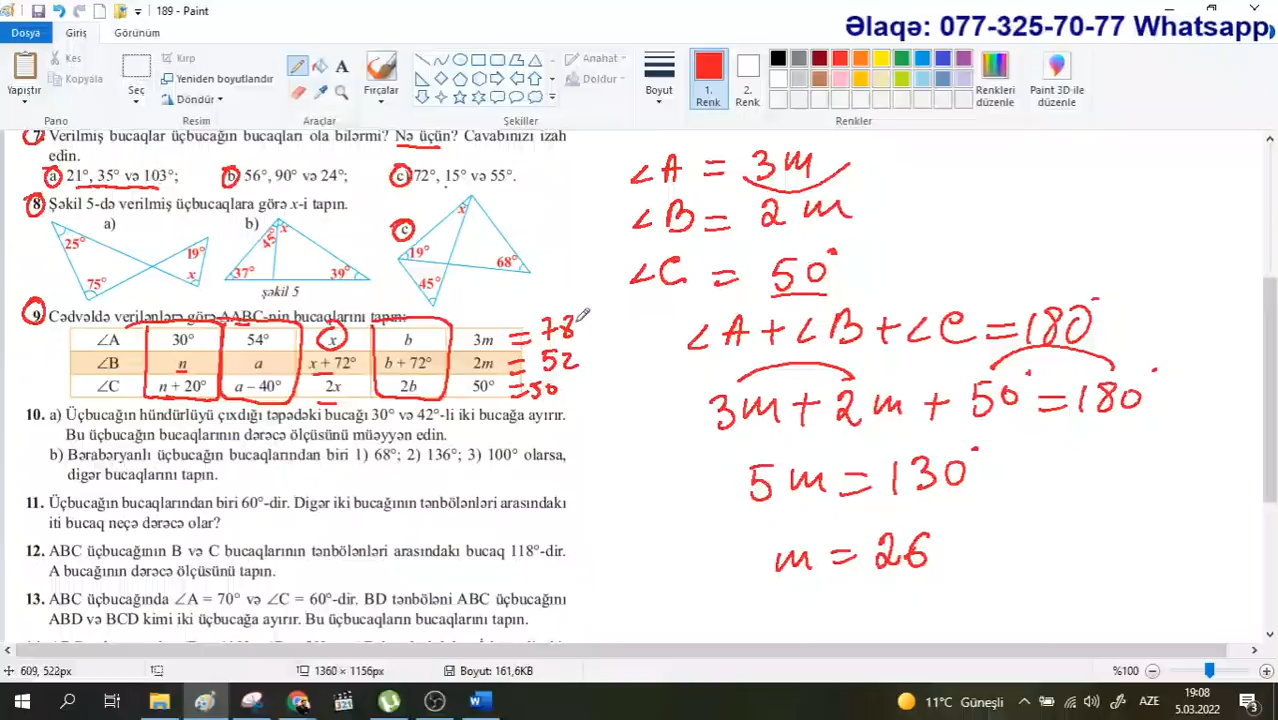 189 - Paint
Əlaqə: 077-325-70-77 Whatsapp
Dosya
Giriş
Görünüm
Yapıştır
Kes
Kopyala
Seç
Kırp
Yeniden boyutlandır
Döndür
A
Fırçalar
Anahat
Doldur
Boyut
1. Renk
2. Renk
Renkleri düzenle
Paint 3D ile düzenle
Pano
Resim
Araçlar
Şekiller
Renkler
7. Verilmiş bucaqlar üçbucağın bucaqları ola bilərmi? Nə üçün? Cavabınızı izah
edin.
a) 21°, 35° və 103°; b) 56°, 90° və 24°; c) 72°, 15° və 55°.
8. Şəkil 5-də verilmiş üçbucaqlara görə x-i tapın.
a) b) c
25° 75° 19° x
45° x 37° 39°
x 19° 68° 45°
şəkil 5
9. Cədvəldə verilənlərə görə ΔABC-nin bucaqlarını tapın:
∠A 30° 54° x b 3m = 78
∠B n a x + 72° b + 72° 2m = 52
∠C n + 20° a – 40° 2x 2b 50° = 50
10. a) Üçbucağın hündürlüyü çıxdığı təpədəki bucağı 30° və 42°-li iki bucağa ayırır.
Bu üçbucağın bucaqlarının dərəcə ölçüsünü müəyyən edin.
b) Bərabəryanlı üçbucağın bucaqlarından biri 1) 68°; 2) 136°; 3) 100° olarsa,
digər bucaqlarını tapın.
11. Üçbucağın bucaqlarından biri 60°-dir. Digər iki bucağının tənbölənləri arasındakı
iti bucaq neçə dərəcə olar?
12. ABC üçbucağının B və C bucaqlarının tənbölənləri arasındakı bucaq 118°-dir.
A bucağının dərəcə ölçüsünü tapın.
13. ABC üçbucağında ∠A = 70° və ∠C = 60°-dir. BD tənböləni ABC üçbucağını
ABD və BCD kimi iki üçbucağa ayırır. Bu üçbucaqların bucaqlarını tapın.
∠A = 3m
∠B = 2m
∠C = 50°
∠A + ∠B + ∠C = 180°
3m + 2m + 50° = 180°
5m = 130°
m = 26
609, 522px
1360 × 1156px
Boyut: 161,6KB
%100
11°C Güneşli
AZE
19:08
5.03.2022
3